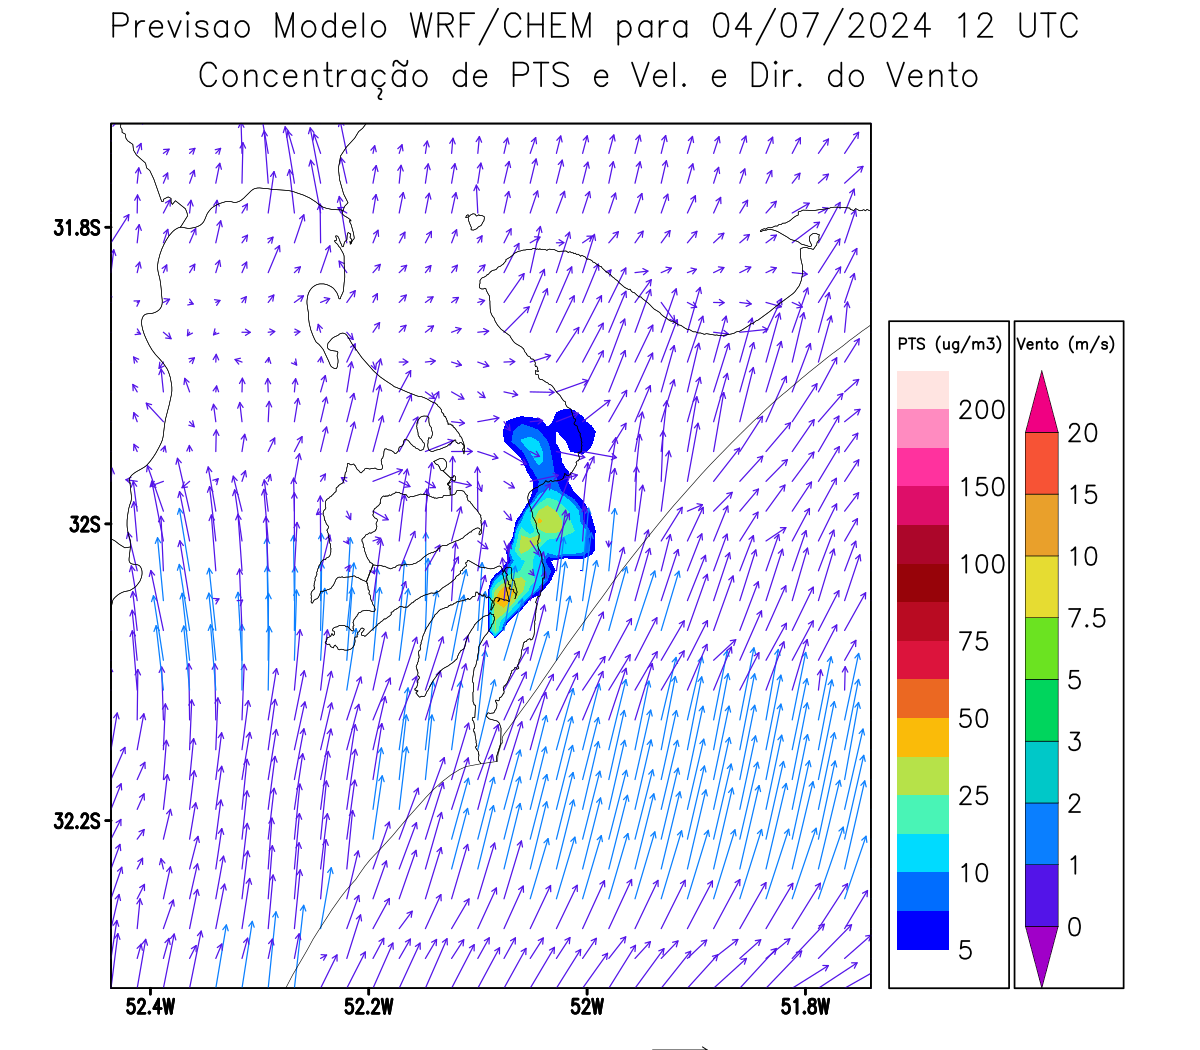 Previsao Modelo WRF/CHEM para 04/07/2024 12 UTC
Concentração de PTS e Vel. e Dir. do Vento
31.8S
32S
32.2S
52.4W 52.2W 52W 51.8W
PTS (ug/m3)
200
150
100
75
50
25
10
5
Vento (m/s)
20
15
10
7.5
5
3
2
1
0